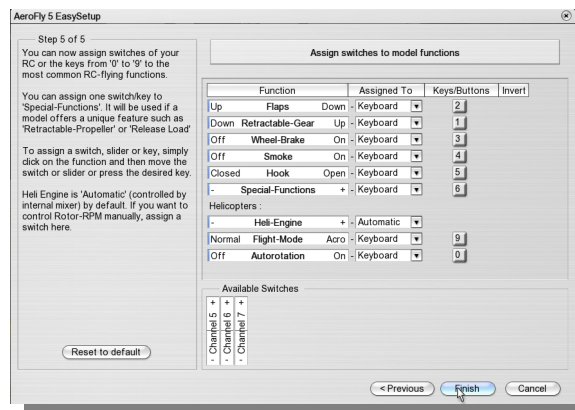 AeroFly 5 EasySetup
Step 5 of 5
You can now assign switches of your
RC or the keys from '0' to '9' to the
most common RC-flying functions.
You can assign one switch/key to
'Special-Functions'. It will be used if a
model offers a unique feature such as
'Retractable-Propeller' or 'Release Load'
To assign a switch, slider or key, simply
click on the function and then move the
switch or slider or press the desired key.
Heli Engine is 'Automatic' (controlled by
internal mixer) by default. If you want to
control Rotor-RPM manually, assign a
switch here.
Reset to default
Assign switches to model functions
Function Assigned To Keys/Buttons Invert
Up Flaps Down - Keyboard 2
Down Retractable-Gear Up - Keyboard 1
Off Wheel-Brake On - Keyboard 3
Off Smoke On - Keyboard 4
Closed Hook Open - Keyboard 5
- Special-Functions + - Keyboard 6
Helicopters :
- Heli-Engine + - Automatic
Normal Flight-Mode Acro - Keyboard 9
Off Autorotation On - Keyboard 0
Available Switches
- Channel 5 +
- Channel 6 +
- Channel 7 +
< Previous Finish Cancel